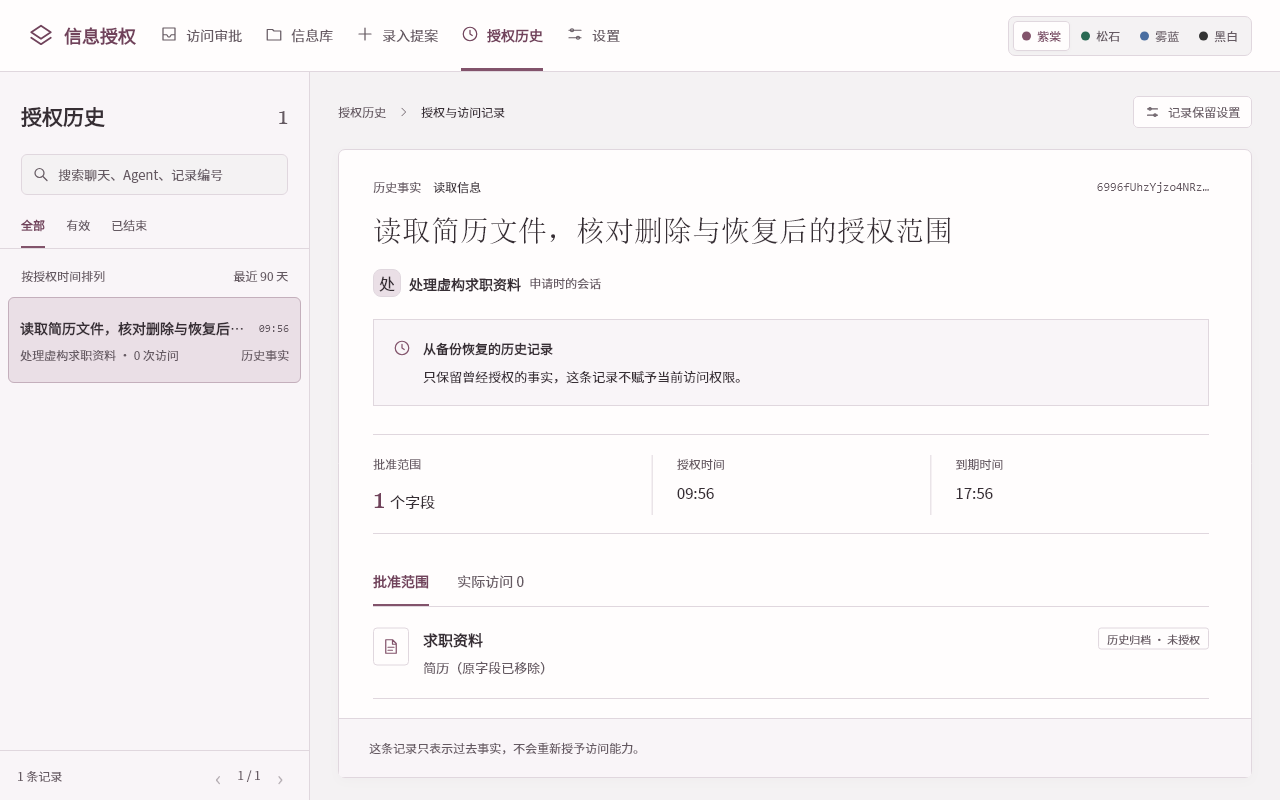 信息授权
访问审批
信息库
录入提案
授权历史
设置
紫棠
松石
雾蓝
黑白
授权历史
1
搜索聊天、Agent、记录编号
全部
有效
已结束
按授权时间排列
最近 90 天
读取简历文件，核对删除与恢复后…
09:56
处理虚构求职资料 · 0 次访问
历史事实
1 条记录
‹
1 / 1
›
授权历史 > 授权与访问记录
记录保留设置
历史事实 读取信息
6996fUhzYjzo4NRz…
读取简历文件，核对删除与恢复后的授权范围
处
处理虚构求职资料
申请时的会话
从备份恢复的历史记录
只保留曾经授权的事实，这条记录不赋予当前访问权限。
批准范围
1 个字段
授权时间
09:56
到期时间
17:56
批准范围
实际访问 0
求职资料
历史归档 · 未授权
简历（原字段已移除）
这条记录只表示过去事实，不会重新授予访问能力。